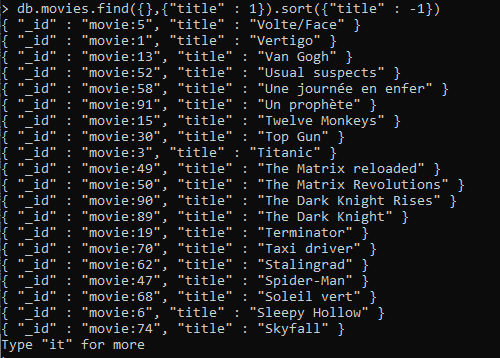 > db.movies.find({},{"title" : 1}).sort({"title" : -1})
{ "_id" : "movie:5", "title" : "Volte/Face" }
{ "_id" : "movie:1", "title" : "Vertigo" }
{ "_id" : "movie:13", "title" : "Van Gogh" }
{ "_id" : "movie:52", "title" : "Usual suspects" }
{ "_id" : "movie:58", "title" : "Une journée en enfer" }
{ "_id" : "movie:91", "title" : "Un prophète" }
{ "_id" : "movie:15", "title" : "Twelve Monkeys" }
{ "_id" : "movie:30", "title" : "Top Gun" }
{ "_id" : "movie:3", "title" : "Titanic" }
{ "_id" : "movie:49", "title" : "The Matrix reloaded" }
{ "_id" : "movie:50", "title" : "The Matrix Revolutions" }
{ "_id" : "movie:90", "title" : "The Dark Knight Rises" }
{ "_id" : "movie:89", "title" : "The Dark Knight" }
{ "_id" : "movie:19", "title" : "Terminator" }
{ "_id" : "movie:70", "title" : "Taxi driver" }
{ "_id" : "movie:62", "title" : "Stalingrad" }
{ "_id" : "movie:47", "title" : "Spider-Man" }
{ "_id" : "movie:68", "title" : "Soleil vert" }
{ "_id" : "movie:6", "title" : "Sleepy Hollow" }
{ "_id" : "movie:74", "title" : "Skyfall" }
Type "it" for more